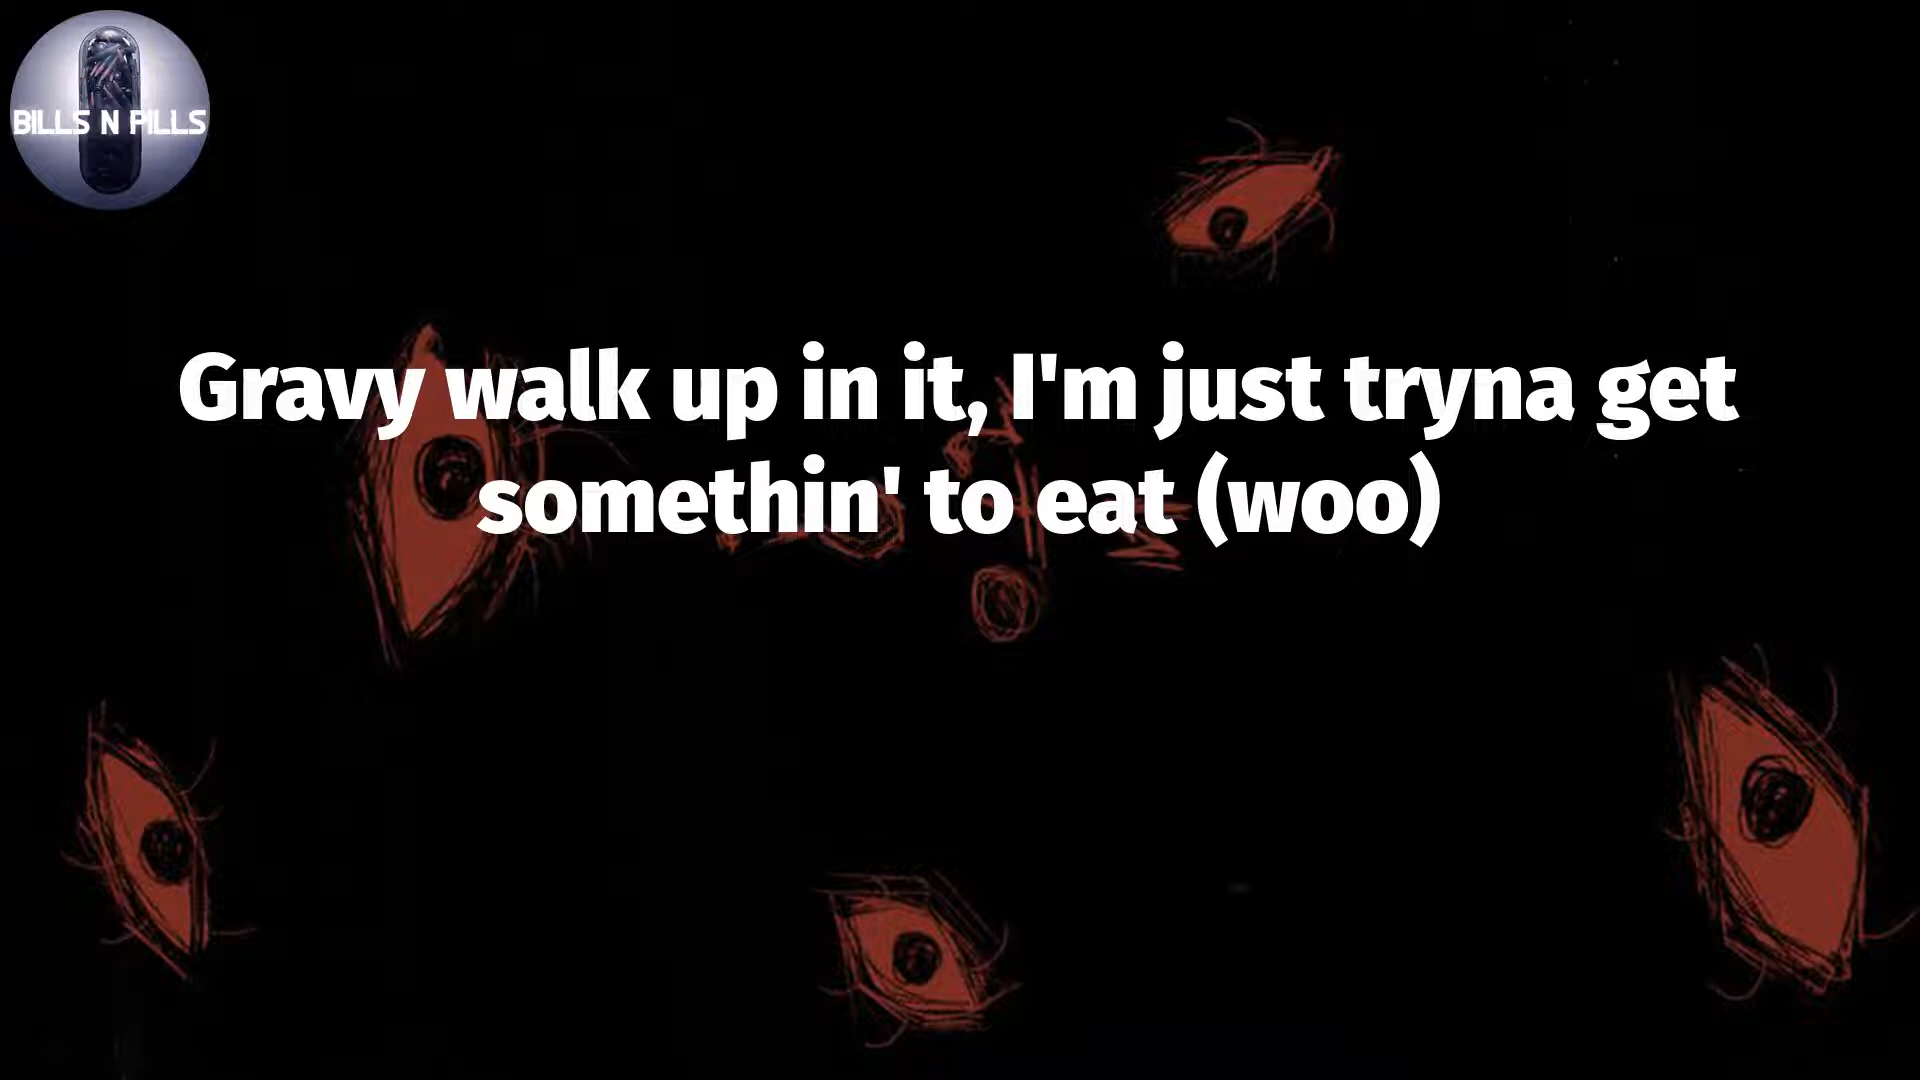 BILLS N PILLS
Gravy walk up in it, I'm just tryna get
somethin' to eat (woo)